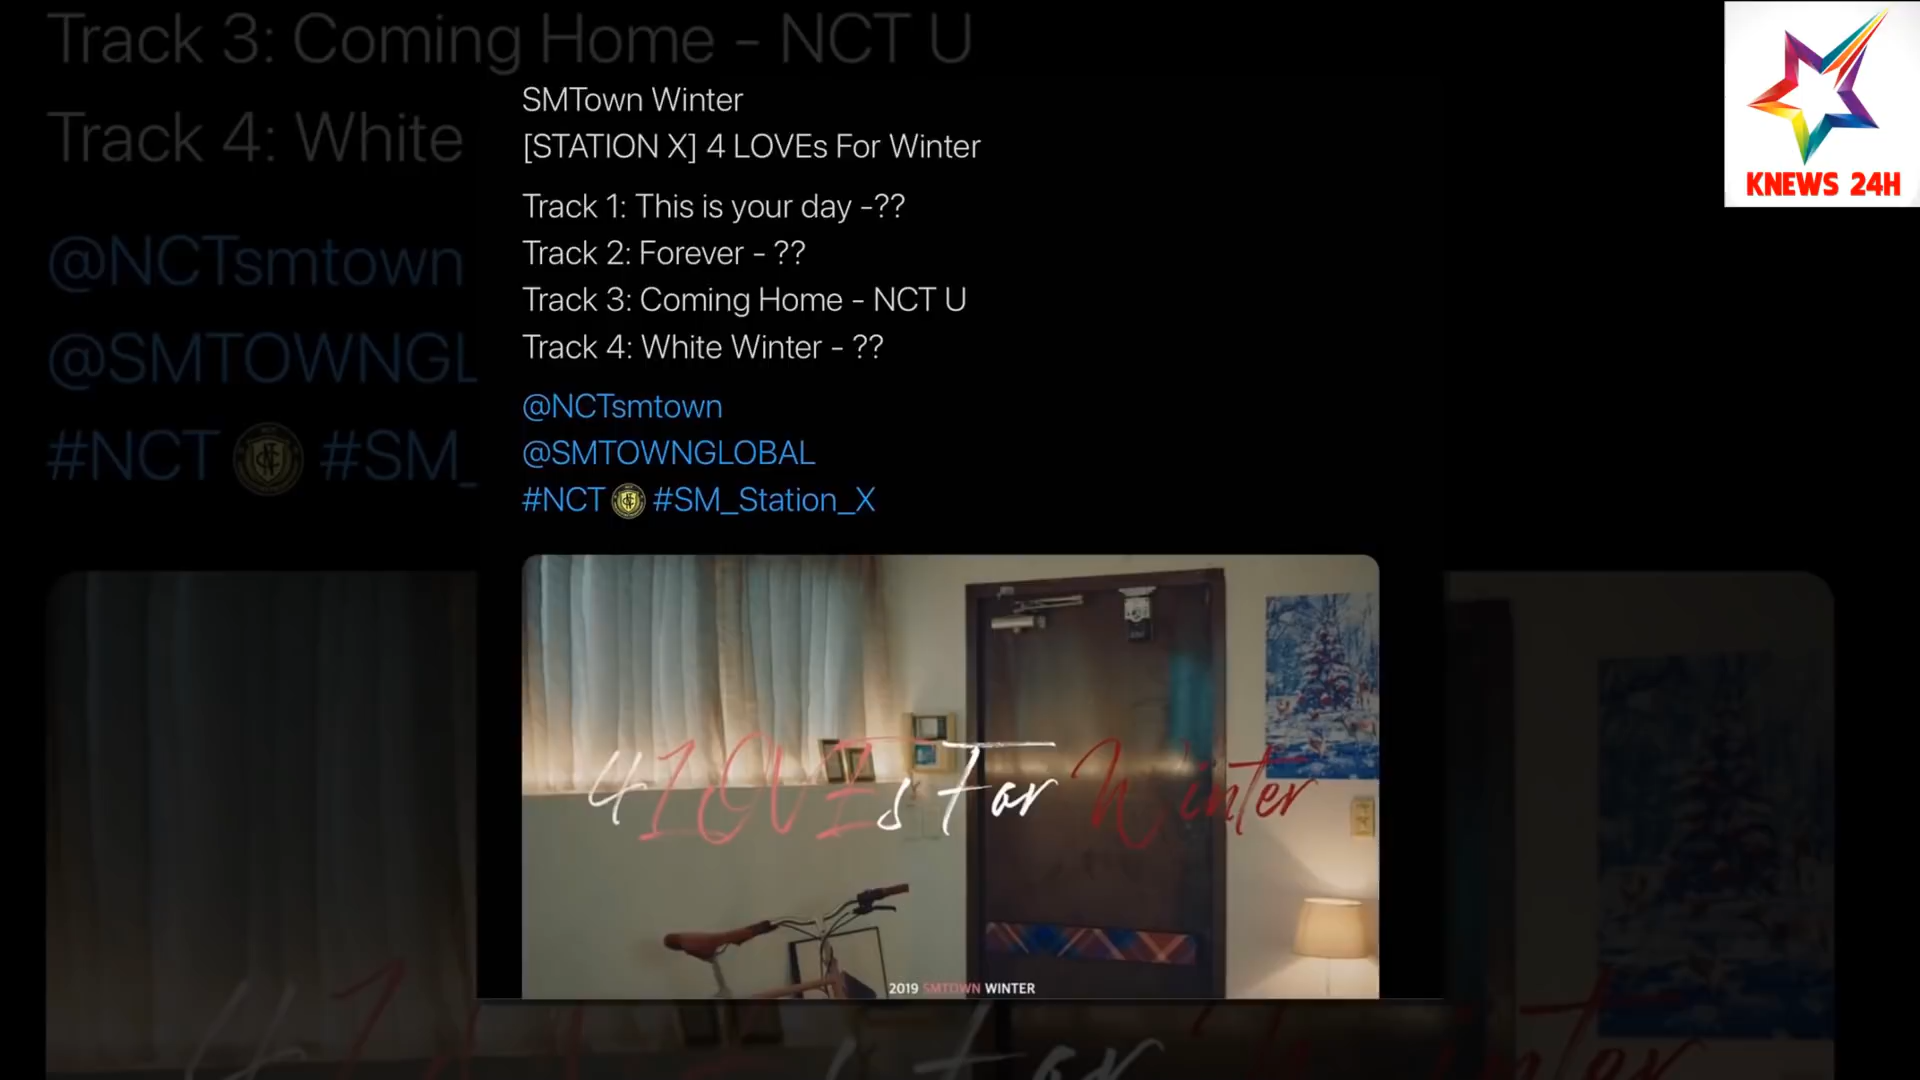 Track 3: Coming Home - NCT U
Track 4: White
@NCTsmtown
@SMTOWNGL
#NCT #SM_
SMTown Winter
[STATION X] 4 LOVEs For Winter
Track 1: This is your day -??
Track 2: Forever - ??
Track 3: Coming Home - NCT U
Track 4: White Winter - ??
@NCTsmtown
@SMTOWNGLOBAL
#NCT #SM_Station_X
4 LOVEs For Winter
2019 SMTOWN WINTER
KNEWS 24H